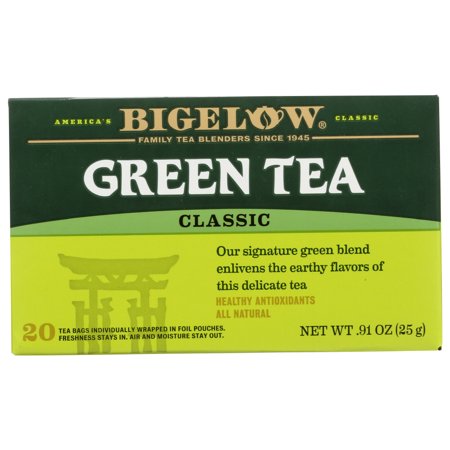 AMERICA'S BIGELOW® CLASSIC
FAMILY TEA BLENDERS SINCE 1945
GREEN TEA
CLASSIC
Our signature green blend
enlivens the earthy flavors of
this delicate tea
HEALTHY ANTIOXIDANTS
ALL NATURAL
20 TEA BAGS INDIVIDUALLY WRAPPED IN FOIL POUCHES.
FRESHNESS STAYS IN. AIR AND MOISTURE STAY OUT.
NET WT .91 OZ (25 g)